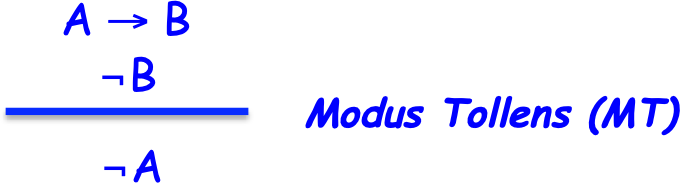 A → B
¬B
Modus Tollens (MT)
¬A